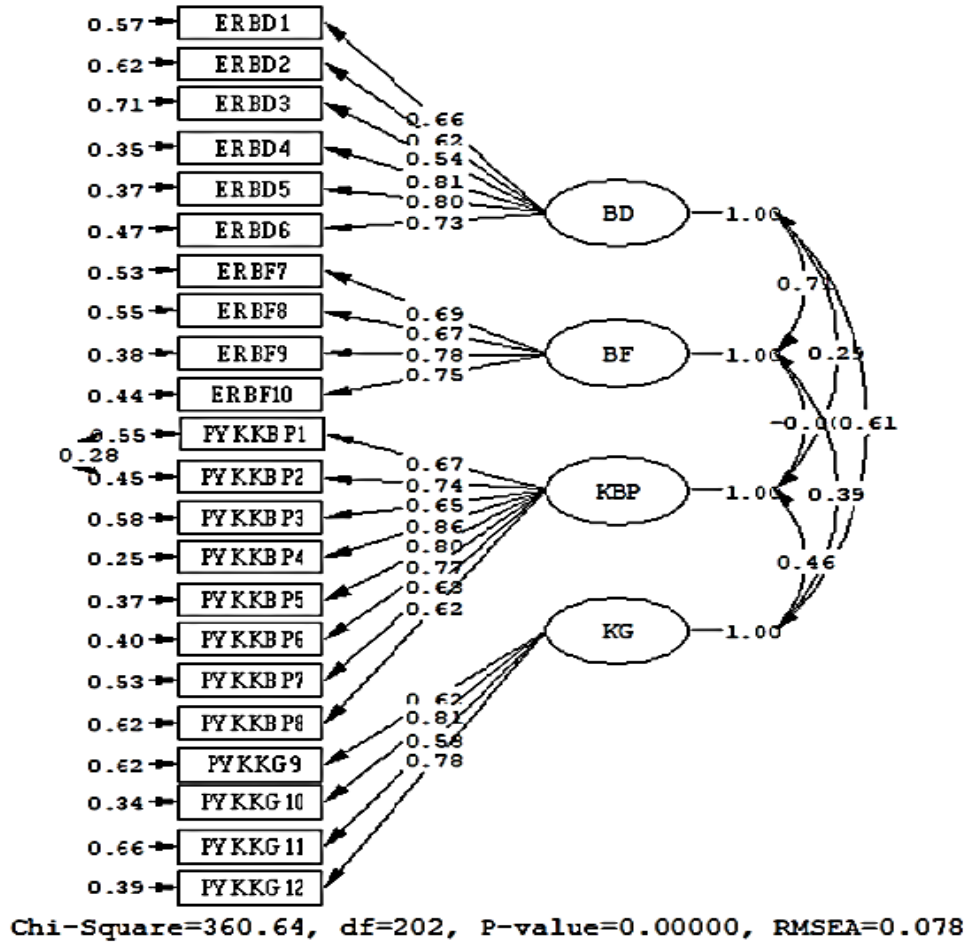 0.57 ERBD1
0.62 ERBD2
0.71 ERBD3
0.35 ERBD4
0.37 ERBD5
0.47 ERBD6
0.53 ERBF7
0.55 ERBF8
0.38 ERBF9
0.44 ERBF10
0.55 PYKKBP1
0.28
0.45 PYKKBP2
0.58 PYKKBP3
0.25 PYKKBP4
0.37 PYKKBP5
0.40 PYKKBP6
0.53 PYKKBP7
0.62 PYKKBP8
0.62 PYKKG9
0.34 PYKKG10
0.66 PYKKG11
0.39 PYKKG12
0.66
0.62
0.54
0.81
0.80
0.73
0.69
0.67
0.78
0.75
0.67
0.74
0.65
0.86
0.80
0.77
0.68
0.62
0.62
0.81
0.58
0.78
BD 1.00
BF 1.00
KBP 1.00
KG 1.00
0.61
0.39
0.46
Chi-Square=360.64, df=202, P-value=0.00000, RMSEA=0.078